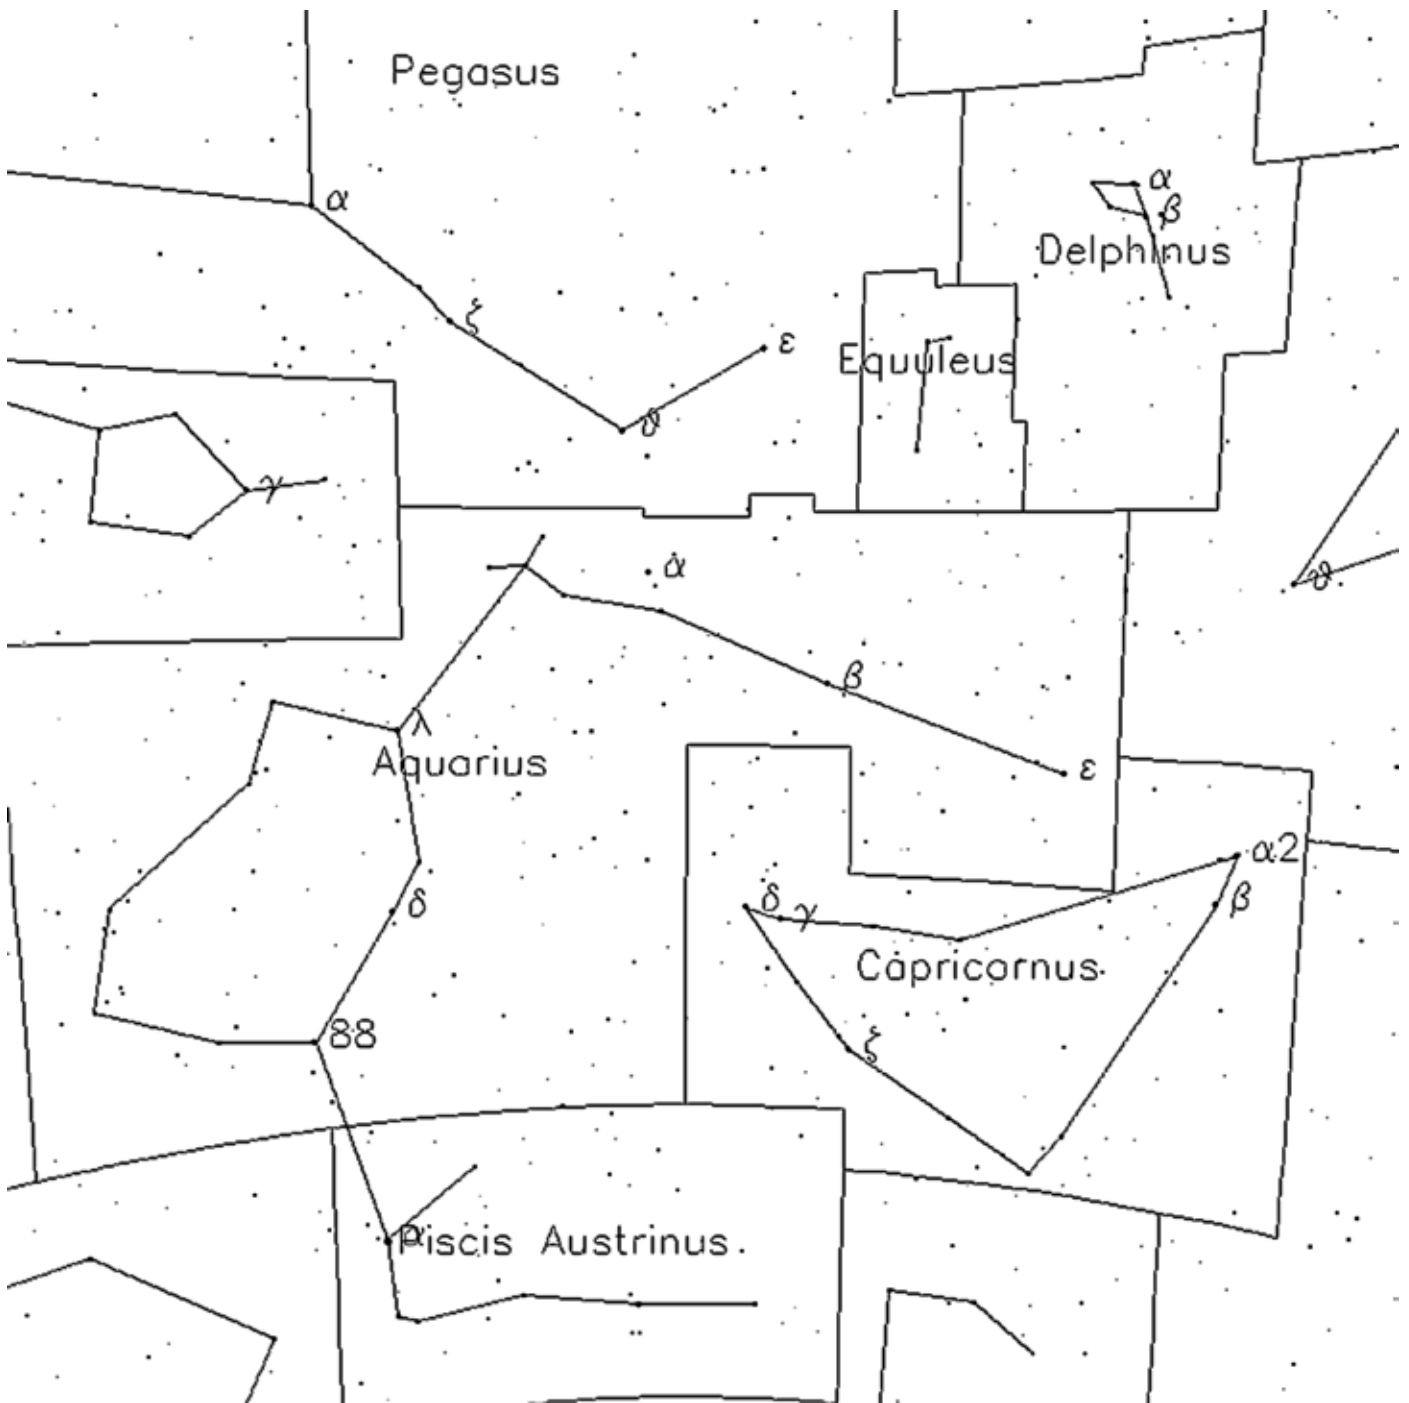 Pegasus
α
α
β
Delphinus
ζ
ε
Equuleus
ϑ
γ
α
ϑ
β
λ
Aquarius
ε
α2
δ
δ γ
β
Capricornus
88
ζ
α
Piscis Austrinus